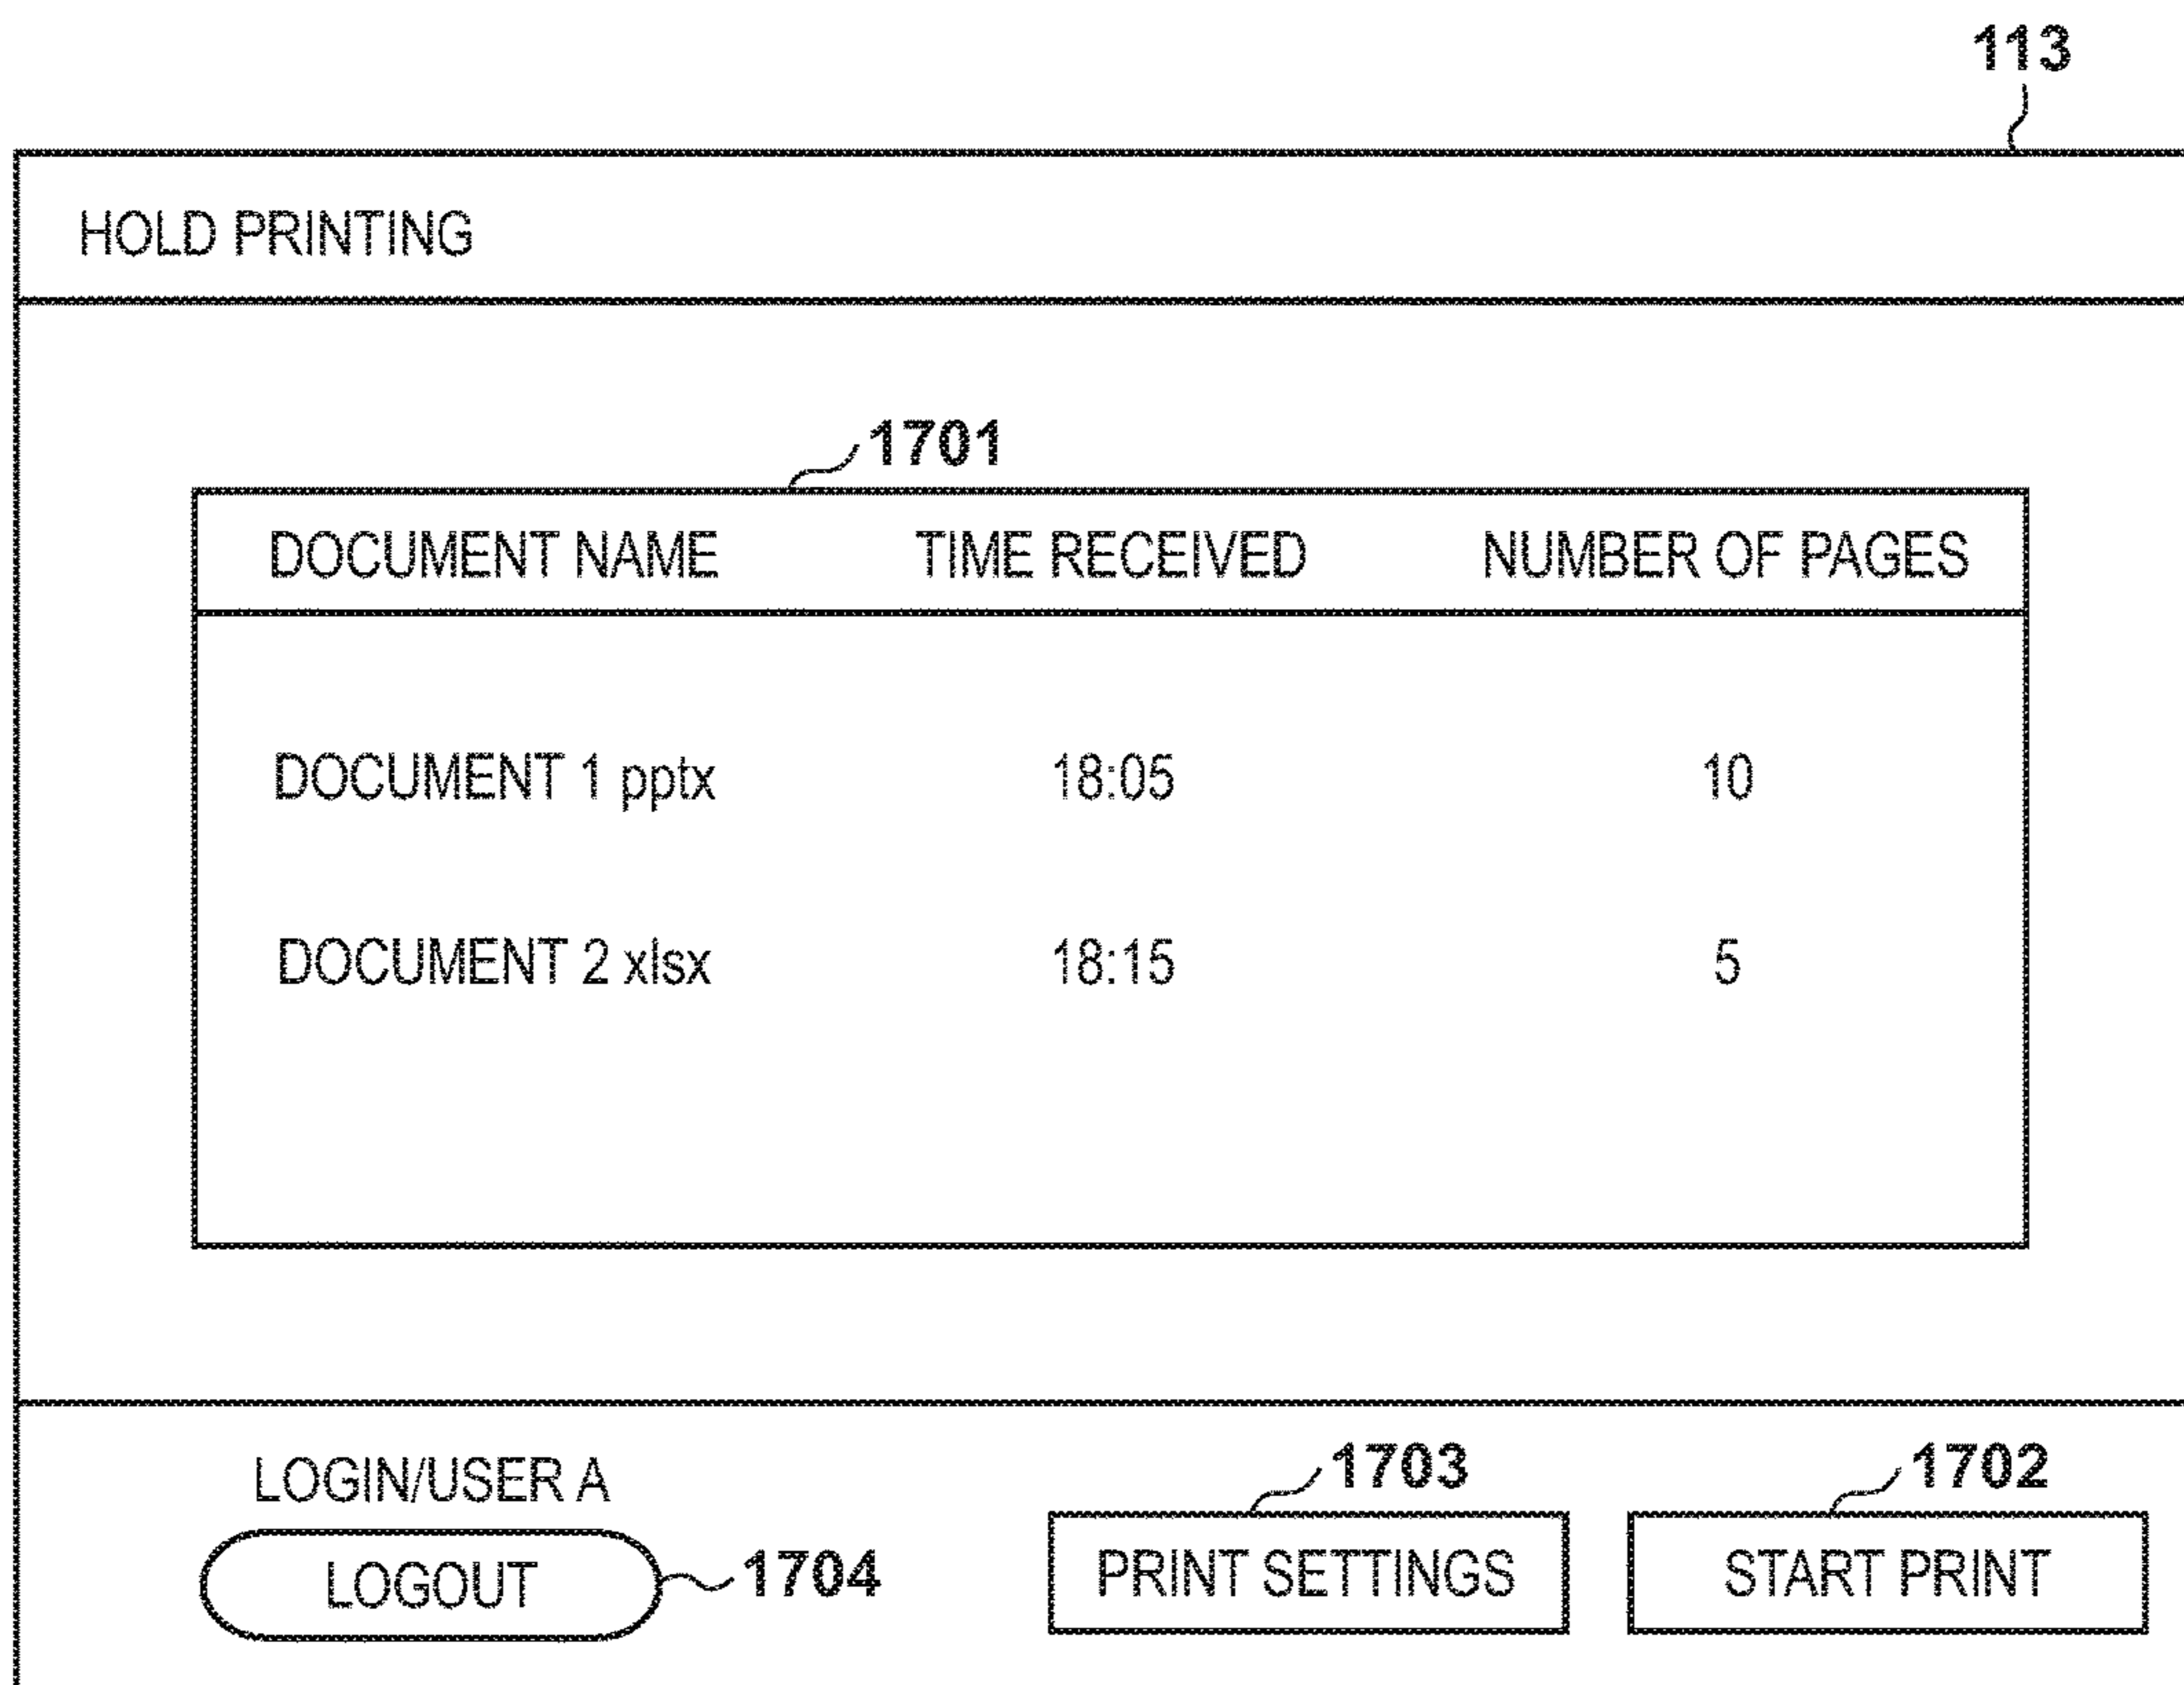 113
HOLD PRINTING
1701
DOCUMENT NAME TIME RECEIVED NUMBER OF PAGES
DOCUMENT 1 pptx 18:05 10
DOCUMENT 2 xlsx 18:15 5
LOGIN/USER A 1703 1702
LOGOUT 1704 PRINT SETTINGS START PRINT